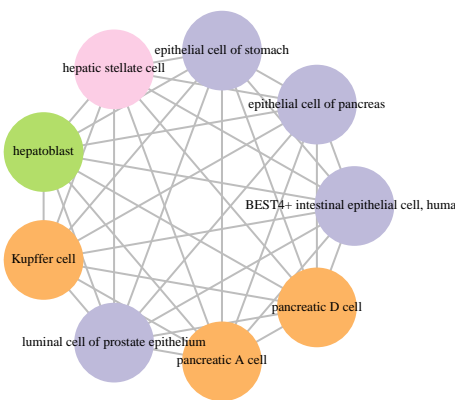 epithelial cell of stomach
hepatic stellate cell
epithelial cell of pancreas
hepatoblast
BEST4+ intestinal epithelial cell, huma
Kupffer cell
pancreatic D cell
luminal cell of prostate epithelium
pancreatic A cell